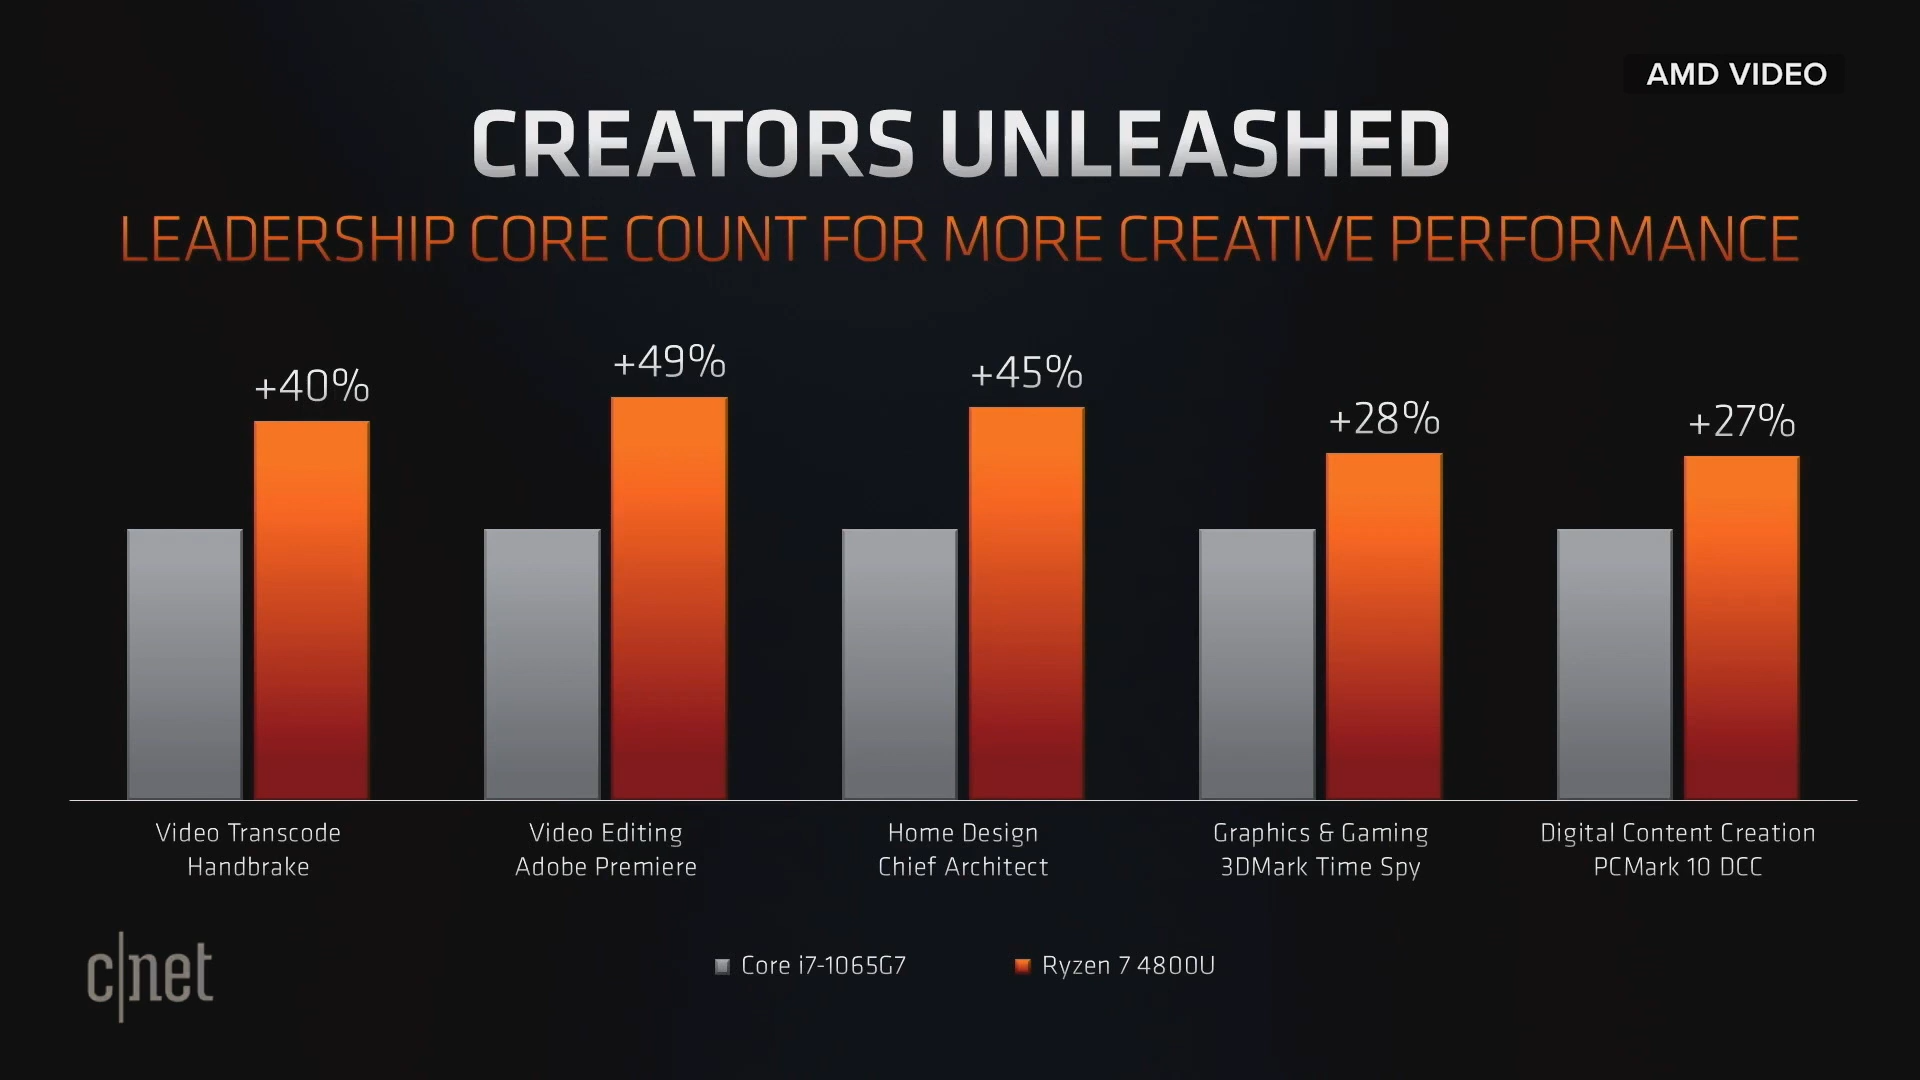 AMD VIDEO
CREATORS UNLEASHED
LEADERSHIP CORE COUNT FOR MORE CREATIVE PERFORMANCE
+40%
+49%
+45%
+28%
+27%
Video Transcode
Handbrake
Video Editing
Adobe Premiere
Home Design
Chief Architect
Graphics & Gaming
3DMark Time Spy
Digital Content Creation
PCMark 10 DCC
Core i7-1065G7
Ryzen 7 4800U
c|net